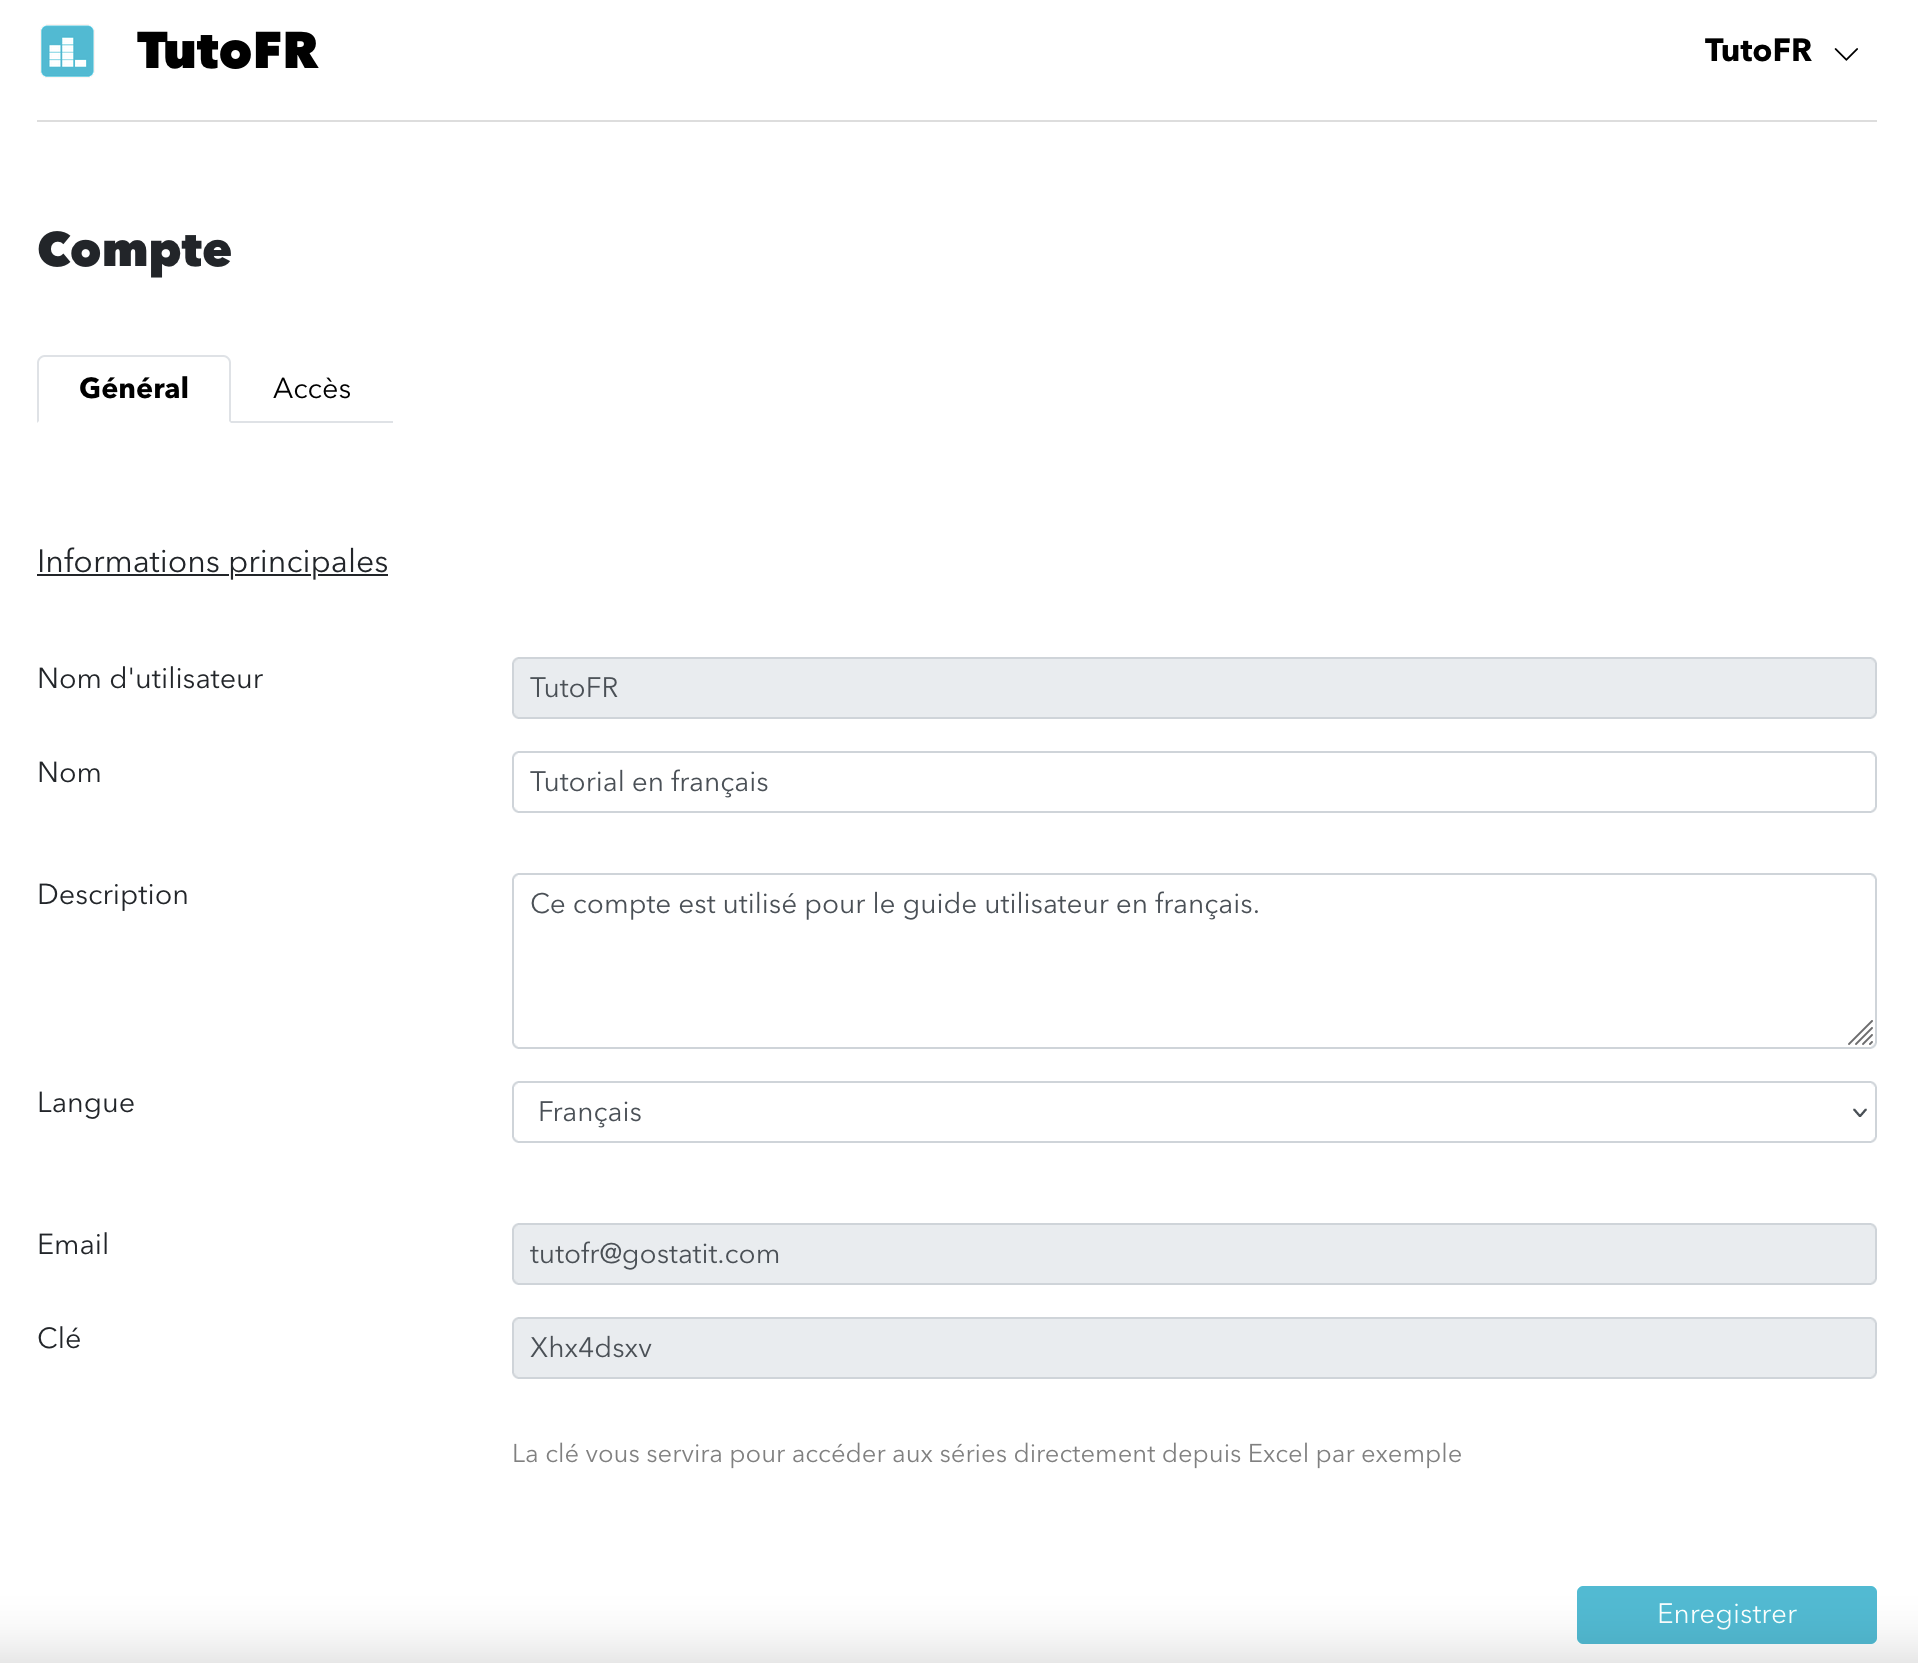 TutoFR
TutoFR
Compte
Général
Accès
Informations principales
Nom d'utilisateur
TutoFR
Nom
Tutorial en français
Description
Ce compte est utilisé pour le guide utilisateur en français.
Langue
Français
Email
tutofr@gostatit.com
Clé
Xhx4dsxv
La clé vous servira pour accéder aux séries directement depuis Excel par exemple
Enregistrer